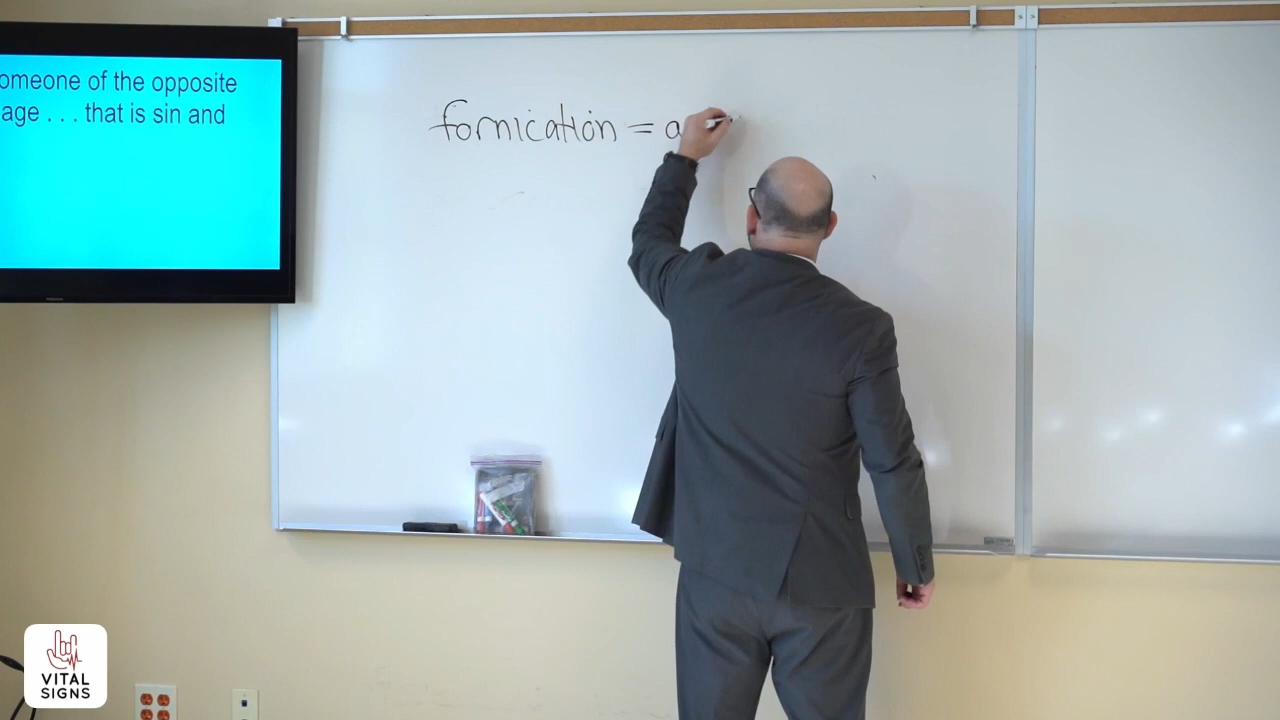 omeone of the opposite
age . . . that is sin and
fornication = a
VITAL
SIGNS